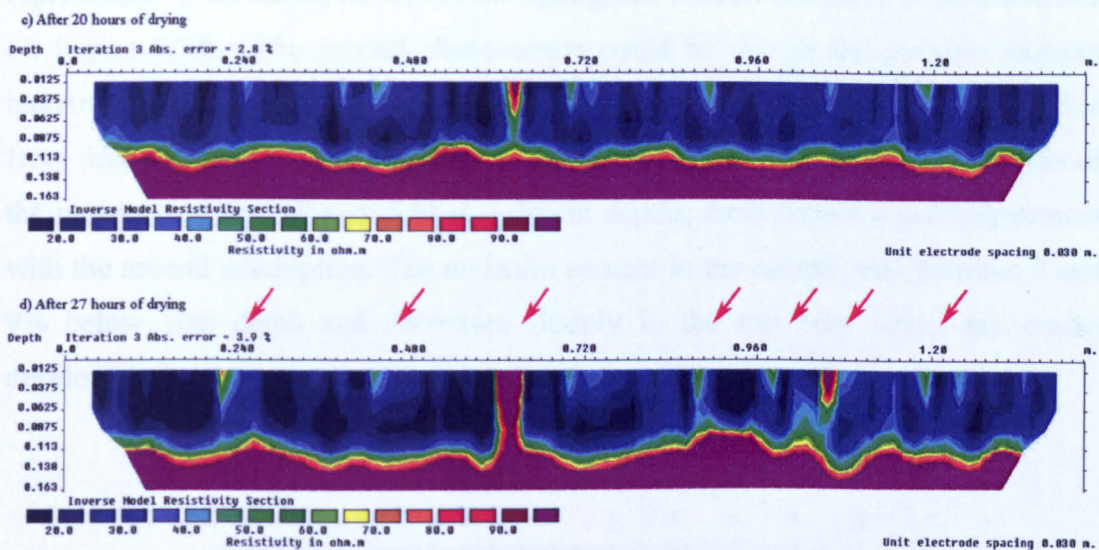 c) After 20 hours of drying
Depth Iteration 3 Abs. error = 2.8 %
0.0 0.240 0.480 0.720 0.960 1.20 m.
0.0125
0.0375
0.0625
0.0875
0.113
0.138
0.163
Inverse Model Resistivity Section
20.0 30.0 40.0 50.0 60.0 70.0 80.0 90.0
Resistivity in ohm.m
Unit electrode spacing 0.030 m.
d) After 27 hours of drying
Depth Iteration 3 Abs. error = 3.9 %
0.0 0.240 0.480 0.720 0.960 1.20 m.
0.0125
0.0375
0.0625
0.0875
0.113
0.138
0.163
Inverse Model Resistivity Section
20.0 30.0 40.0 50.0 60.0 70.0 80.0 90.0
Resistivity in ohm.m
Unit electrode spacing 0.030 m.